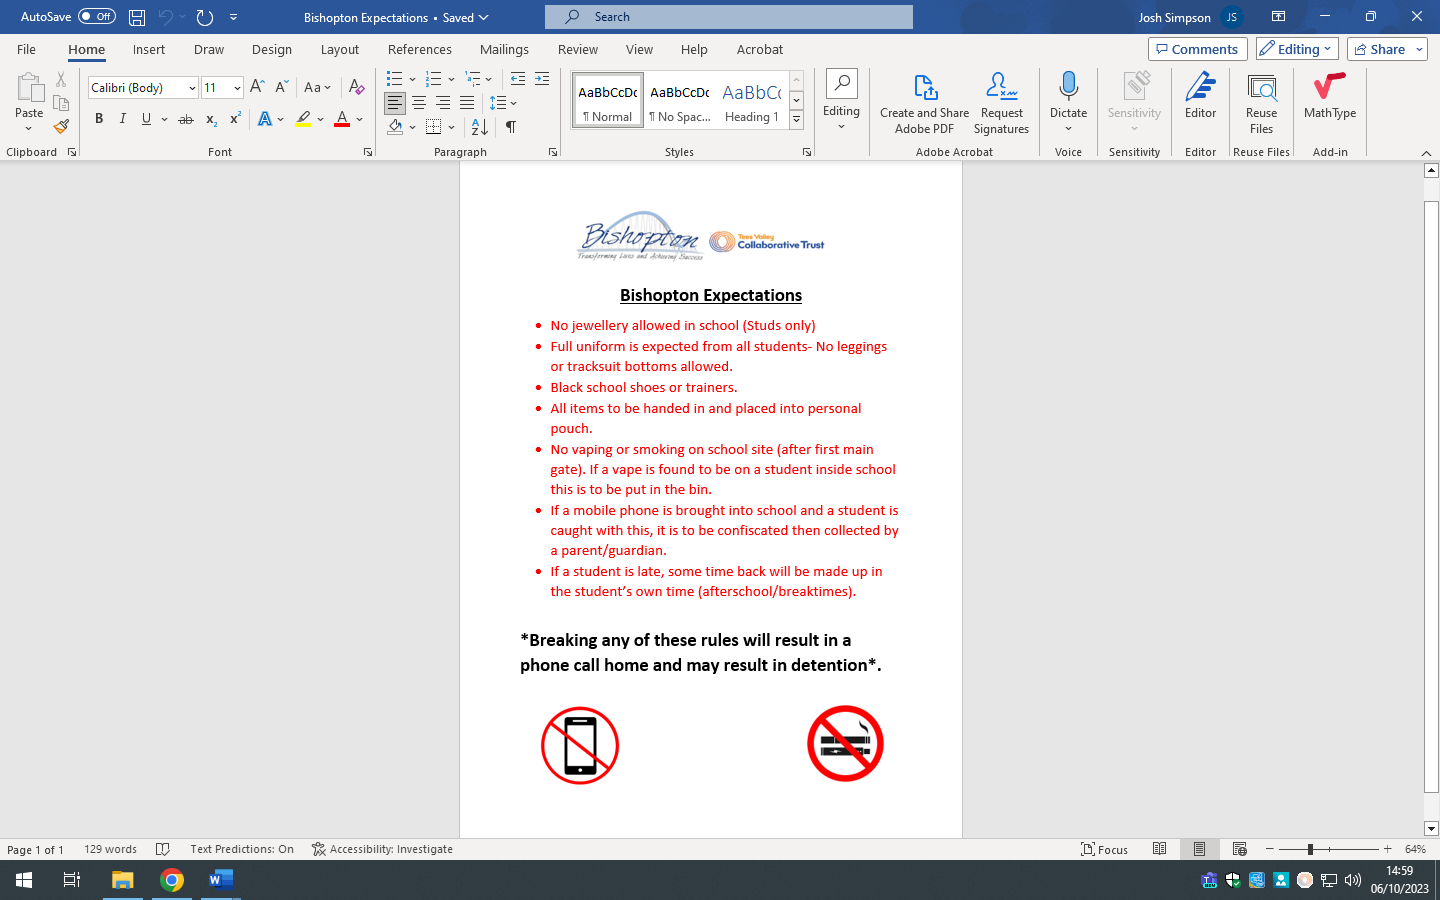 AutoSave Off Bishopton Expectations • Saved Search Josh Simpson JS
File Home Insert Draw Design Layout References Mailings Review View Help Acrobat Comments Editing Share
Calibri (Body) 11 Aa
AaBbCcDc AaBbCcDc AaBbCc
Paste
¶ Normal ¶ No Spac... Heading 1
Editing
Create and Share Adobe PDF
Request Signatures
Dictate
Sensitivity
Editor
Reuse Files
MathType
Clipboard Font Paragraph Styles Adobe Acrobat Voice Sensitivity Editor Reuse Files Add-in
Bishopton
Transforming Lives and Achieving Success
Tees Valley
Collaborative Trust
Bishopton Expectations
• No jewellery allowed in school (Studs only)
• Full uniform is expected from all students- No leggings
or tracksuit bottoms allowed.
• Black school shoes or trainers.
• All items to be handed in and placed into personal
pouch.
• No vaping or smoking on school site (after first main
gate). If a vape is found to be on a student inside school
this is to be put in the bin.
• If a mobile phone is brought into school and a student is
caught with this, it is to be confiscated then collected by
a parent/guardian.
• If a student is late, some time back will be made up in
the student’s own time (afterschool/breaktimes).
*Breaking any of these rules will result in a
phone call home and may result in detention*.
Page 1 of 1 129 words Text Predictions: On Accessibility: Investigate Focus 64%
14:59
06/10/2023